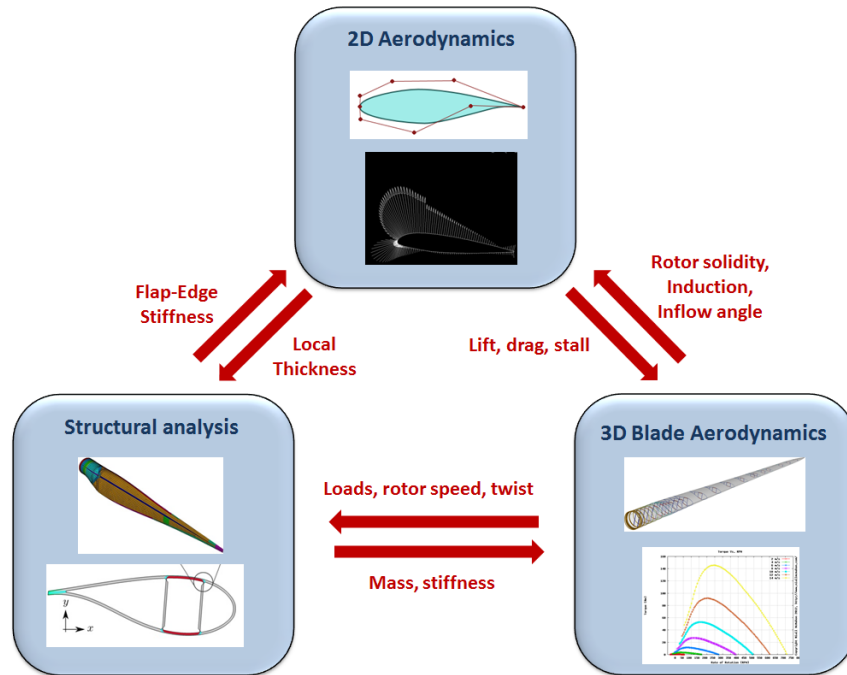 2D Aerodynamics
Flap-Edge
Stiffness
Local
Thickness
Rotor solidity,
Induction,
Inflow angle
Lift, drag, stall
Structural analysis
y
x
Loads, rotor speed, twist
Mass, stiffness
3D Blade Aerodynamics